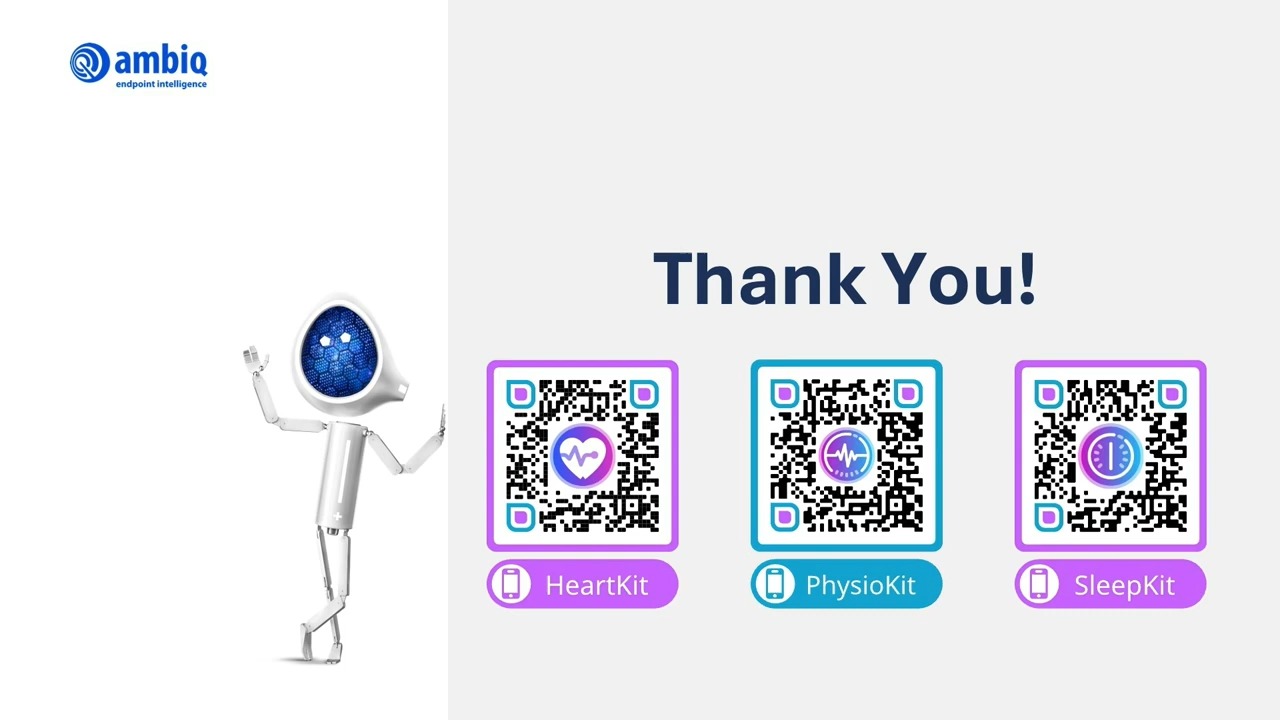 ambiq
endpoint intelligence
Thank You!
HeartKit
PhysioKit
SleepKit